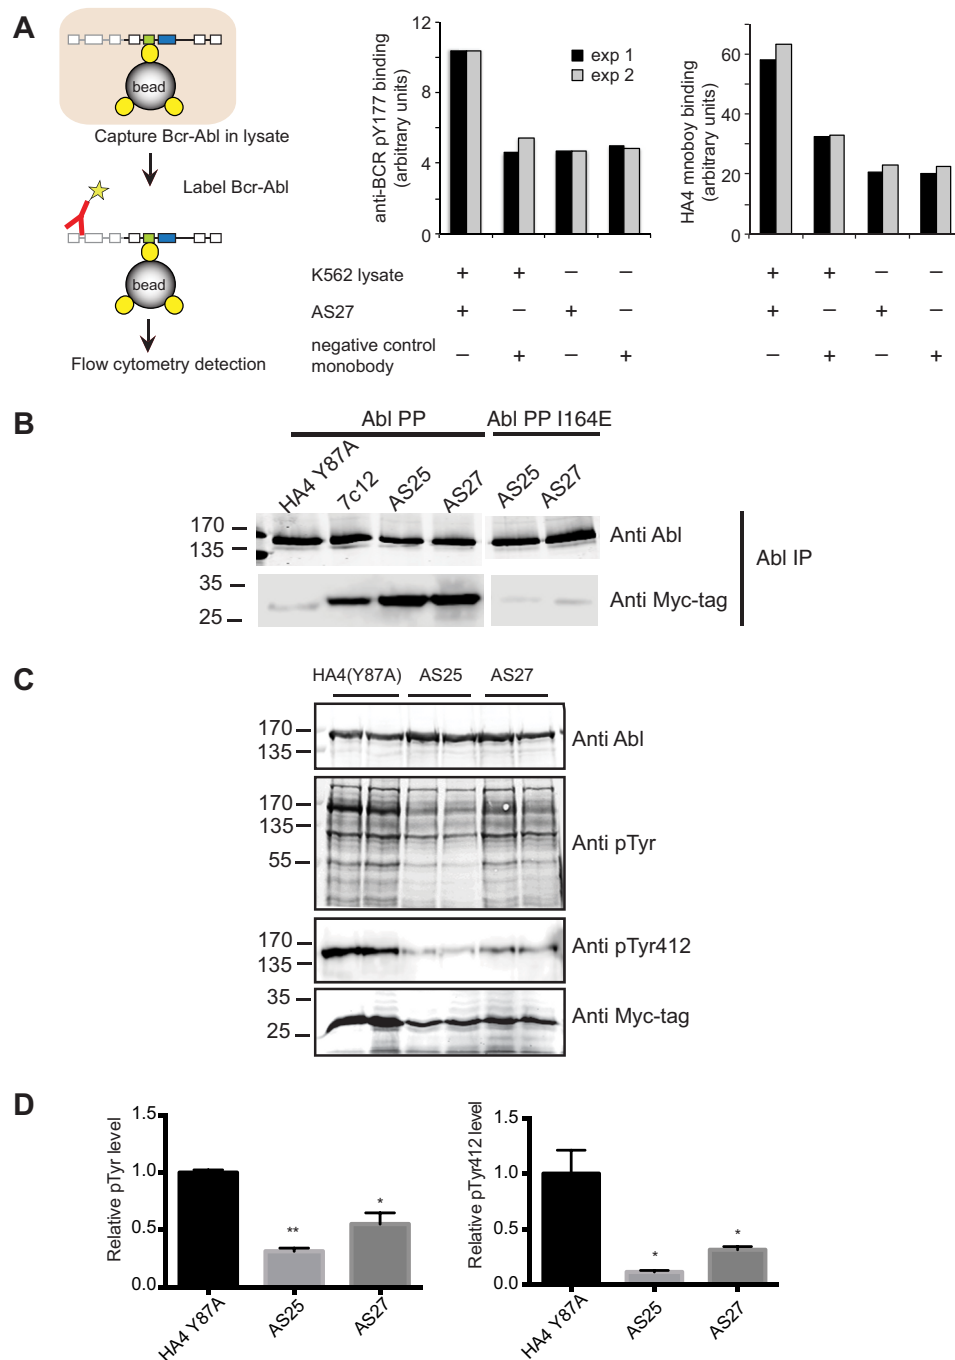 A
bead
Capture Bcr-Abl in lysate
Label Bcr-Abl
bead
Flow cytometry detection
anti-BCR pY177 binding
(arbitrary units)
12
8
4
0
exp 1
exp 2
HA4 mnoboy binding
(arbitrary units)
60
40
20
0
K562 lysate + + – – + + – –
AS27 + – + – + – + –
negative control
monobody – + – + – + – +
B
Abl PP
Abl PP I164E
HA4 Y87A
7c12
AS25
AS27
AS25
AS27
170
135
Anti Abl
35
25
Anti Myc-tag
Abl IP
C
HA4(Y87A) AS25 AS27
170
135
Anti Abl
170
135
55
Anti pTyr
170
135
Anti pTyr412
35
25
Anti Myc-tag
D
Relative pTyr level
1.5
1.0
0.5
0.0
**
*
HA4 Y87A
AS25
AS27
Relative pTyr412 level
1.5
1.0
0.5
0.0
*
*
HA4 Y87A
AS25
AS27